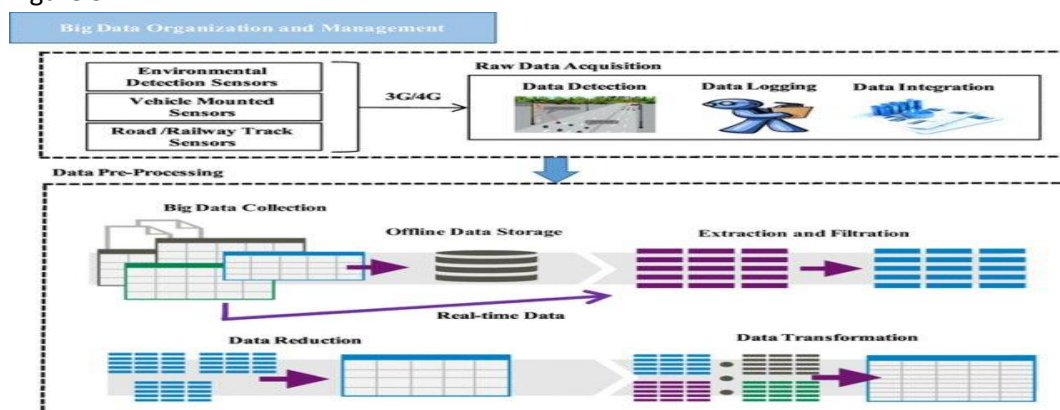 Big Data Organization and Management
Environmental
Detection Sensors
Vehicle Mounted
Sensors
Road /Railway Track
Sensors
3G/4G
Raw Data Acquisition
Data Detection
Data Logging
Data Integration
Data Pre-Processing
Big Data Collection
Offline Data Storage
Extraction and Filtration
Real-time Data
Data Reduction
Data Transformation